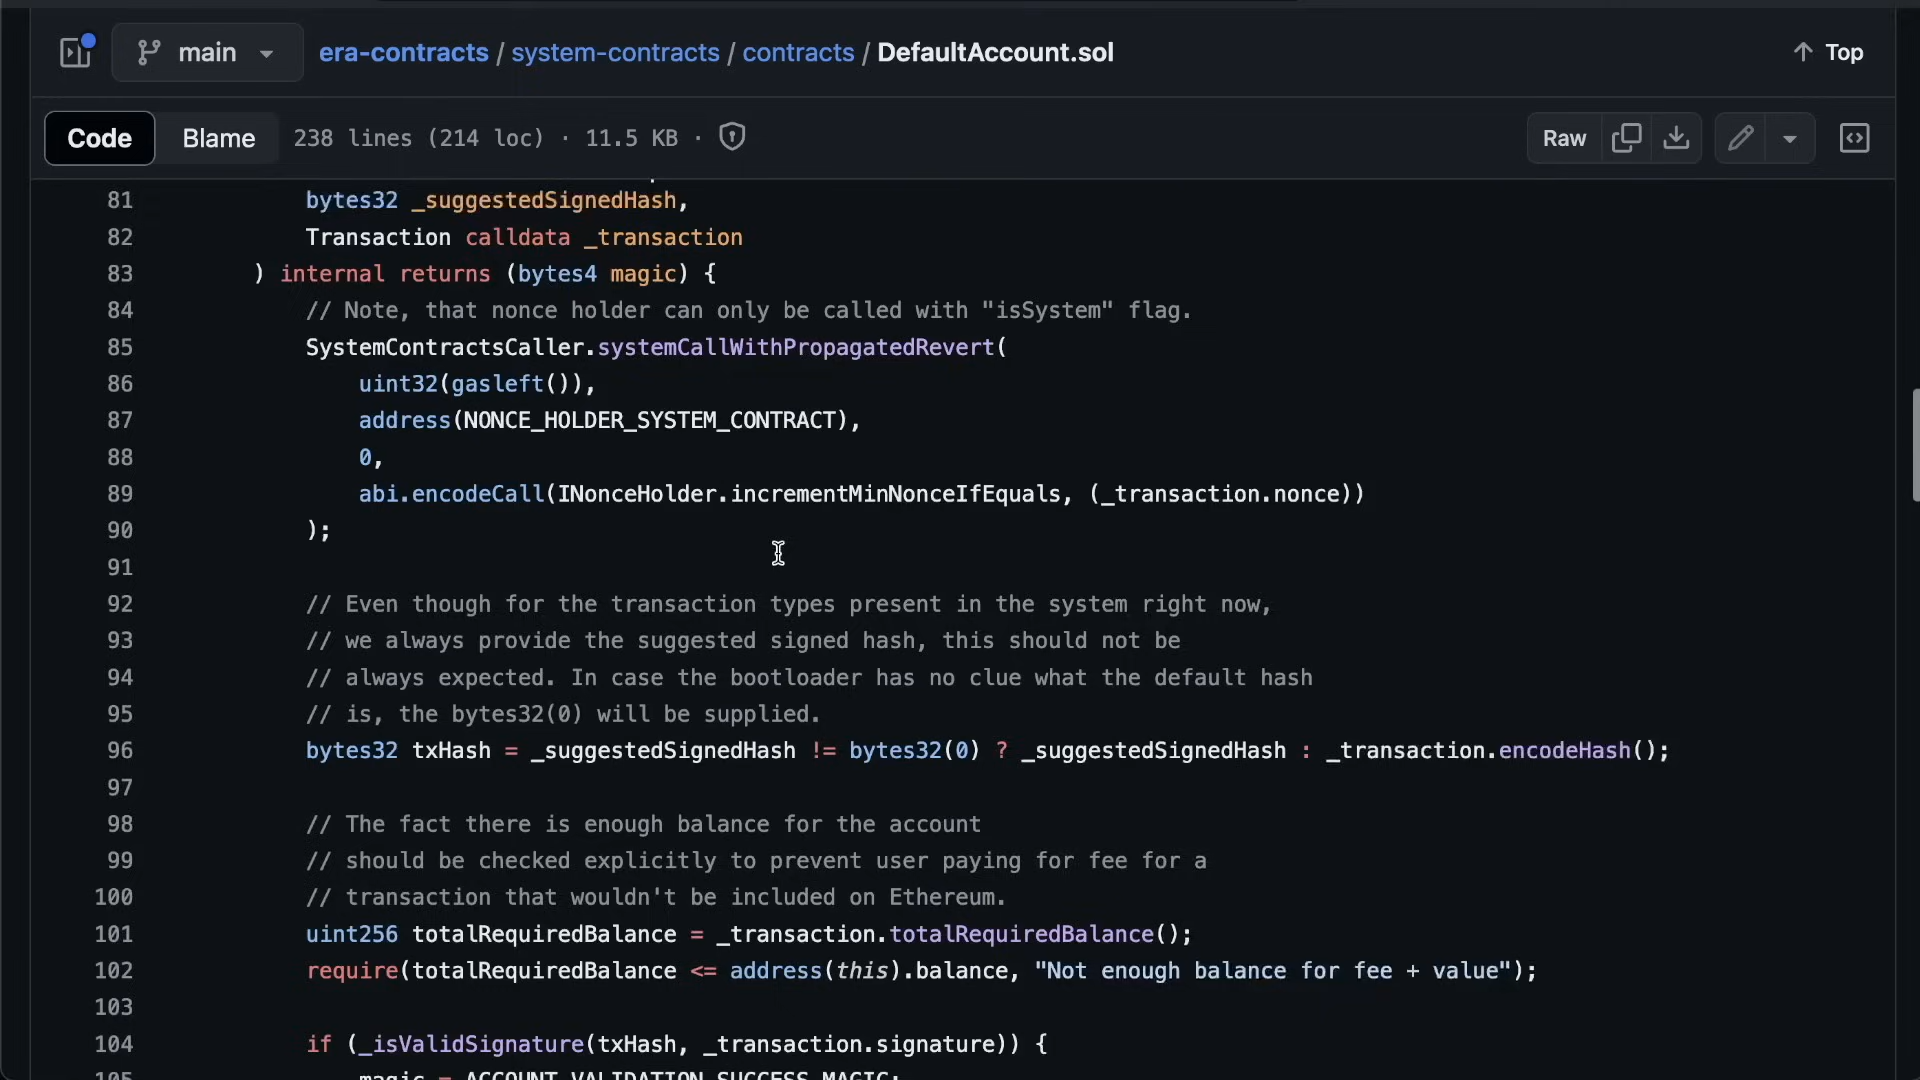 main
era-contracts / system-contracts / contracts / DefaultAccount.sol
Top
Code
Blame
238 lines (214 loc) · 11.5 KB ·
Raw
81 bytes32 _suggestedSignedHash,
82 Transaction calldata _transaction
83 ) internal returns (bytes4 magic) {
84 // Note, that nonce holder can only be called with "isSystem" flag.
85 SystemContractsCaller.systemCallWithPropagatedRevert(
86 uint32(gasleft()),
87 address(NONCE_HOLDER_SYSTEM_CONTRACT),
88 0,
89 abi.encodeCall(INonceHolder.incrementMinNonceIfEquals, (_transaction.nonce))
90 );
91
92 // Even though for the transaction types present in the system right now,
93 // we always provide the suggested signed hash, this should not be
94 // always expected. In case the bootloader has no clue what the default hash
95 // is, the bytes32(0) will be supplied.
96 bytes32 txHash = _suggestedSignedHash != bytes32(0) ? _suggestedSignedHash : _transaction.encodeHash();
97
98 // The fact there is enough balance for the account
99 // should be checked explicitly to prevent user paying for fee for a
100 // transaction that wouldn't be included on Ethereum.
101 uint256 totalRequiredBalance = _transaction.totalRequiredBalance();
102 require(totalRequiredBalance <= address(this).balance, "Not enough balance for fee + value");
103
104 if (_isValidSignature(txHash, _transaction.signature)) {
105 magic = ACCOUNT_VALIDATION_SUCCESS_MAGIC;